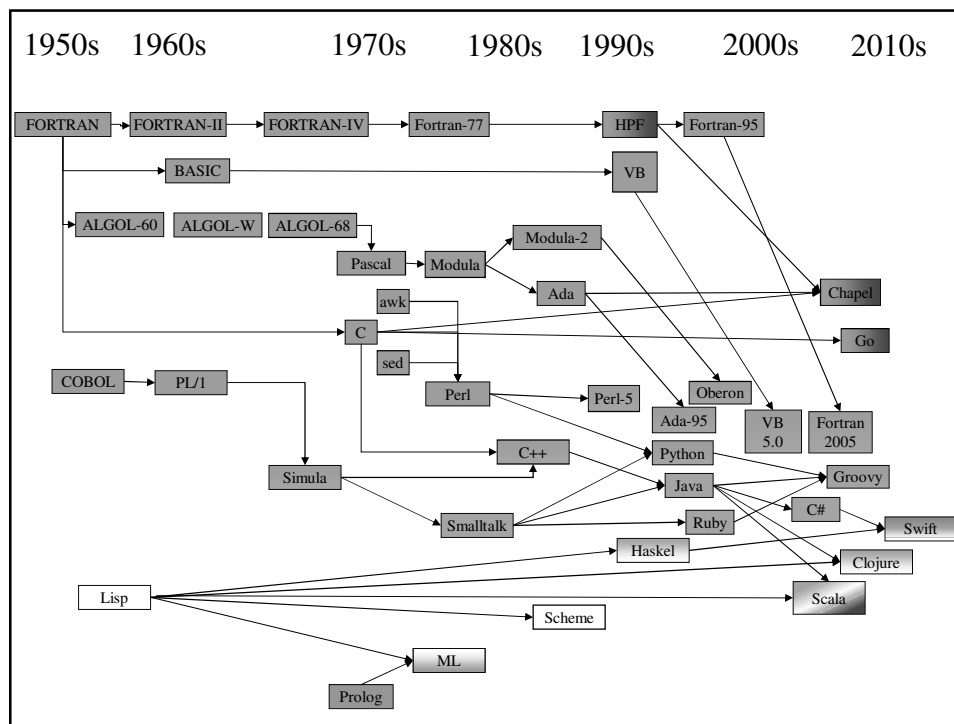 1950s 1960s 1970s 1980s 1990s 2000s 2010s
FORTRAN FORTRAN-II FORTRAN-IV Fortran-77 HPF Fortran-95
BASIC VB
ALGOL-60 ALGOL-W ALGOL-68
Modula-2
Pascal Modula
Ada Chapel
awk
C Go
sed
COBOL PL/1 Perl Perl-5 Oberon
Ada-95
VB
5.0
Fortran
2005
C++ Python
Simula Java Groovy
C#
Smalltalk Ruby Swift
Haskel
Clojure
Lisp Scala
Scheme
ML
Prolog